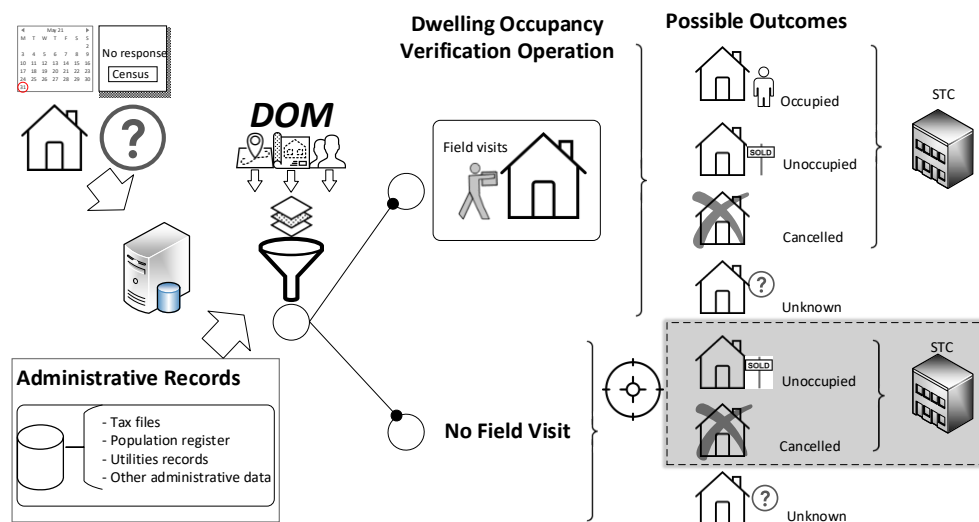 May 21
M T W T F S S
2
3 4 5 6 7 8 9
10 11 12 13 14 15 16
17 18 19 20 21 22 23
24 25 26 27 28 29 30
31
No response
Census
?
DOM
Dwelling Occupancy
Verification Operation
Field visits
Possible Outcomes
Occupied
SOLD
Unoccupied
Cancelled
?
Unknown
STC
Administrative Records
- Tax files
- Population register
- Utilities records
- Other administrative data
No Field Visit
SOLD
Unoccupied
Cancelled
STC
?
Unknown